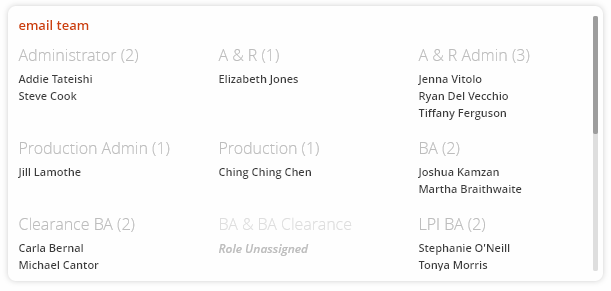 email team
Administrator (2)
Addie Tateishi
Steve Cook
A & R (1)
Elizabeth Jones
A & R Admin (3)
Jenna Vitolo
Ryan Del Vecchio
Tiffany Ferguson
Production Admin (1)
Jill Lamothe
Production (1)
Ching Ching Chen
BA (2)
Joshua Kamzan
Martha Braithwaite
Clearance BA (2)
Carla Bernal
Michael Cantor
BA & BA Clearance
Role Unassigned
LPI BA (2)
Stephanie O'Neill
Tonya Morris